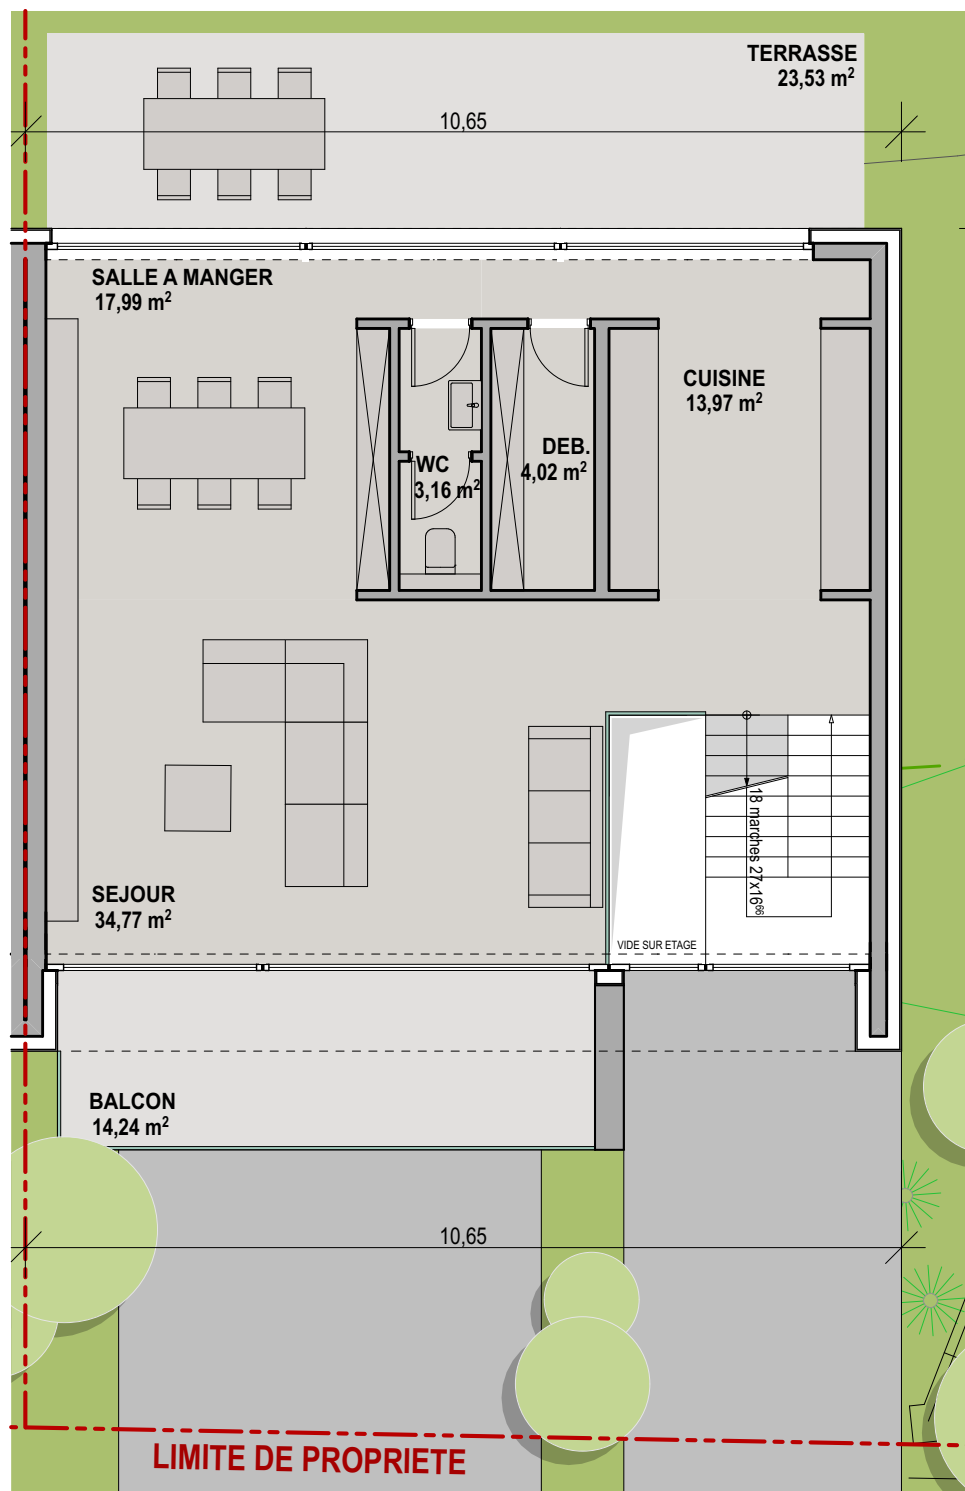 TERRASSE
23,53 m²
10,65
SALLE A MANGER
17,99 m²
CUISINE
13,97 m²
DEB.
4,02 m²
WC
3,16 m²
18 marches 27x16⁶⁶
SEJOUR
34,77 m²
VIDE SUR ETAGE
BALCON
14,24 m²
10,65
LIMITE DE PROPRIETE